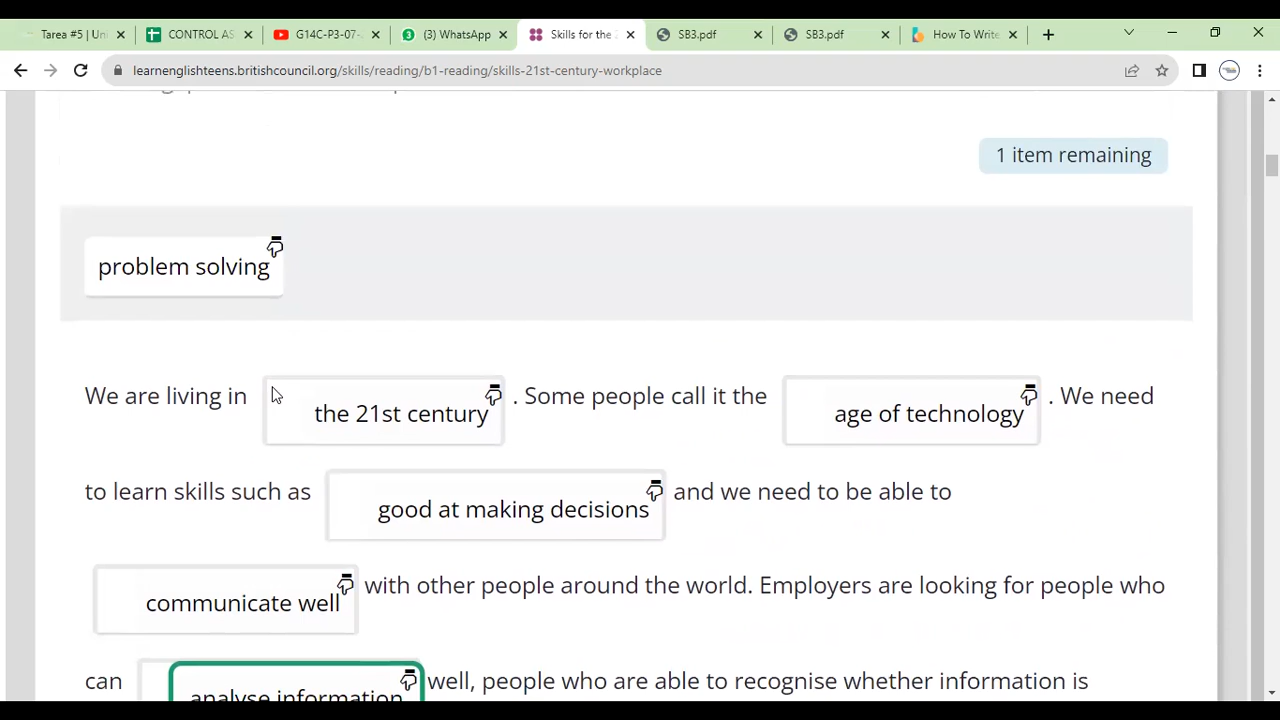 Tarea #5 | Un
CONTROL AS
G14C-P3-07-
(3) WhatsApp
Skills for the 2
SB3.pdf
SB3.pdf
How To Write
learnenglishteens.britishcouncil.org/skills/reading/b1-reading/skills-21st-century-workplace
1 item remaining
problem solving
We are living in the 21st century . Some people call it the age of technology . We need
to learn skills such as good at making decisions and we need to be able to
communicate well with other people around the world. Employers are looking for people who
can analyse information well, people who are able to recognise whether information is